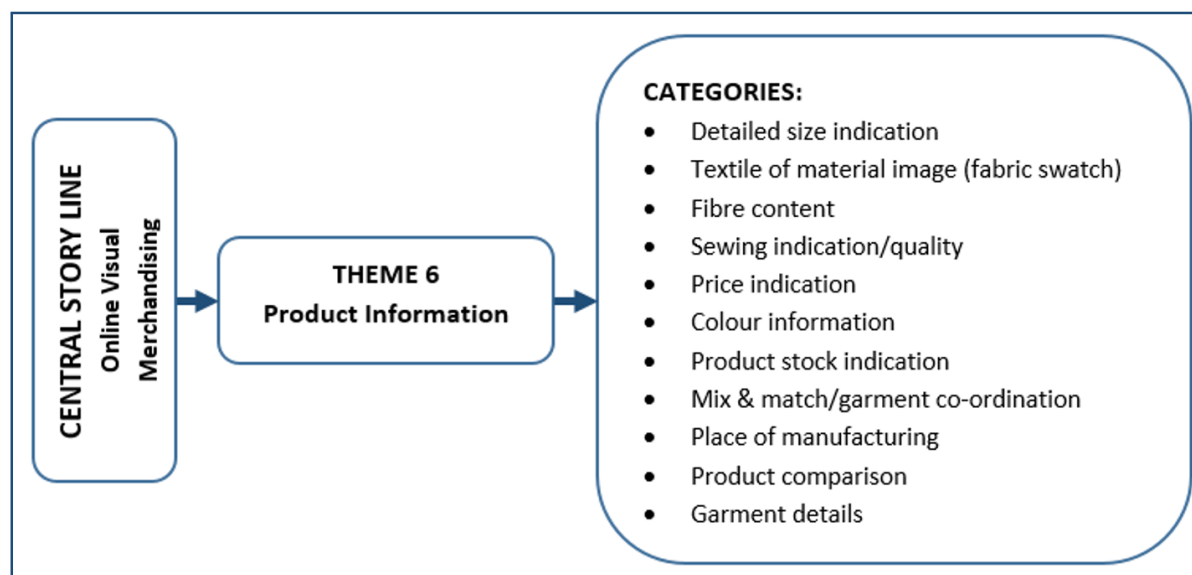 CENTRAL STORY LINE
Online Visual
Merchandising
THEME 6
Product Information
CATEGORIES:
• Detailed size indication
• Textile of material image (fabric swatch)
• Fibre content
• Sewing indication/quality
• Price indication
• Colour information
• Product stock indication
• Mix & match/garment co-ordination
• Place of manufacturing
• Product comparison
• Garment details